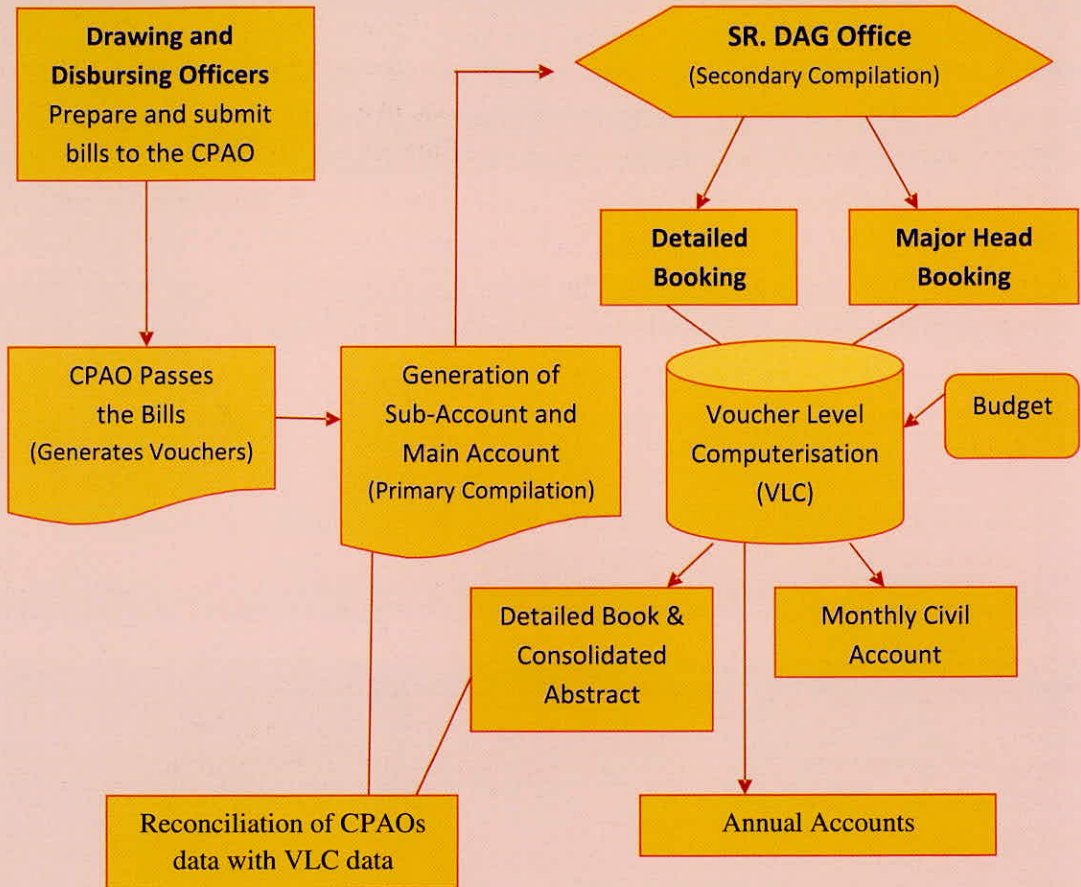 Drawing and
Disbursing Officers
Prepare and submit
bills to the CPAO
SR. DAG Office
(Secondary Compilation)
Detailed
Booking
Major Head
Booking
CPAO Passes
the Bills
(Generates Vouchers)
Generation of
Sub-Account and
Main Account
(Primary Compilation)
Voucher Level
Computerisation
(VLC)
Budget
Detailed Book &
Consolidated
Abstract
Monthly Civil
Account
Reconciliation of CPAOs
data with VLC data
Annual Accounts